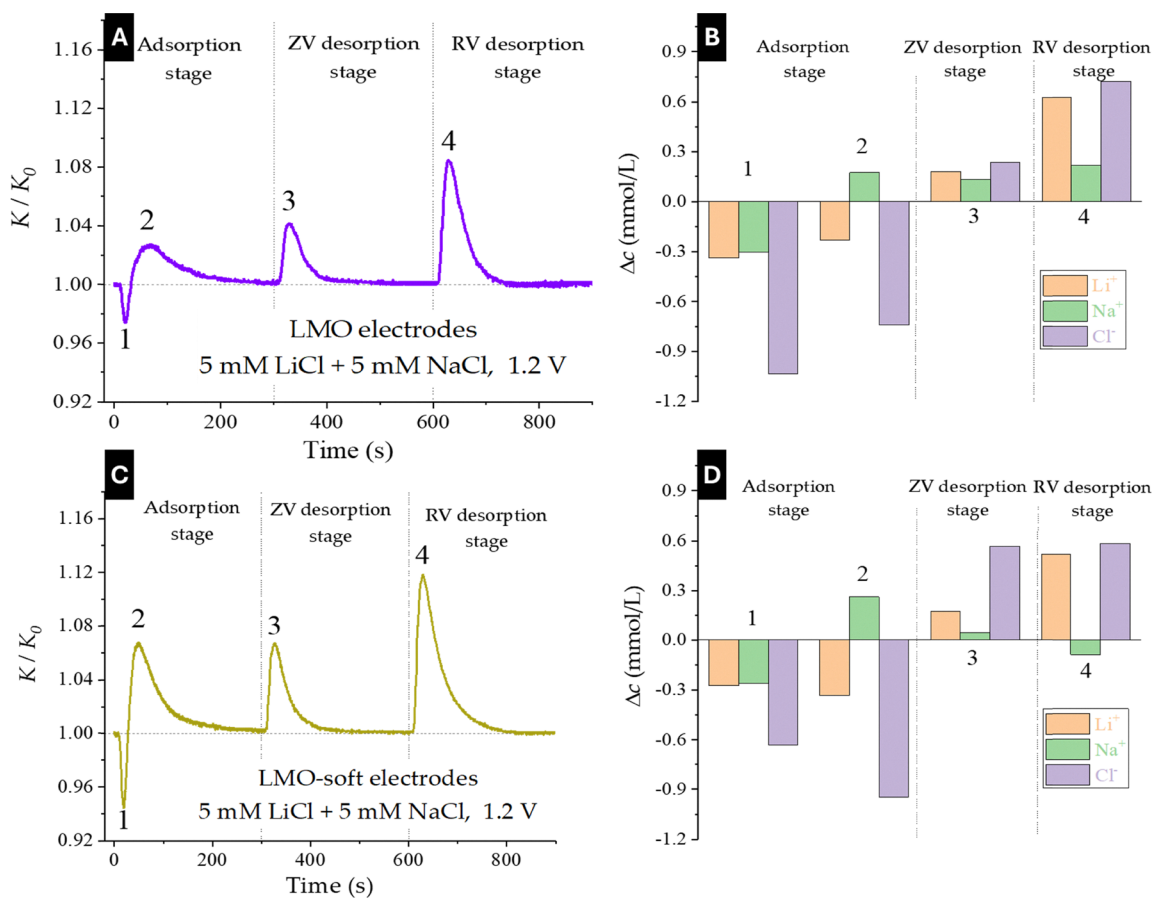 A
Adsorption
stage
ZV desorption
stage
RV desorption
stage
1.16
1.12
1.08
1.04
1.00
0.96
0.92
K / K0
1
2
3
4
LMO electrodes
5 mM LiCl + 5 mM NaCl, 1.2 V
0
200
400
600
800
Time (s)
B
Adsorption
stage
ZV desorption
stage
RV desorption
stage
0.9
0.6
0.3
0.0
-0.3
-0.6
-0.9
-1.2
Δc (mmol/L)
1
2
3
4
Li+
Na+
Cl-
C
Adsorption
stage
ZV desorption
stage
RV desorption
stage
1.16
1.12
1.08
1.04
1.00
0.96
0.92
K / K0
1
2
3
4
LMO-soft electrodes
5 mM LiCl + 5 mM NaCl, 1.2 V
0
200
400
600
800
Time (s)
D
Adsorption
stage
ZV desorption
stage
RV desorption
stage
0.9
0.6
0.3
0.0
-0.3
-0.6
-0.9
-1.2
Δc (mmol/L)
1
2
3
4
Li+
Na+
Cl-